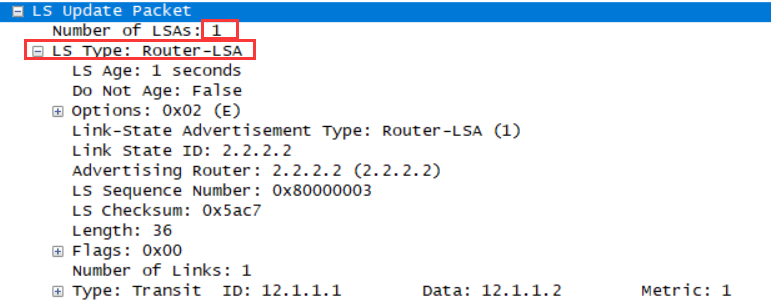 LS Update Packet
Number of LSAs: 1
LS Type: Router-LSA
LS Age: 1 seconds
Do Not Age: False
Options: 0x02 (E)
Link-State Advertisement Type: Router-LSA (1)
Link State ID: 2.2.2.2
Advertising Router: 2.2.2.2 (2.2.2.2)
LS Sequence Number: 0x80000003
LS Checksum: 0x5ac7
Length: 36
Flags: 0x00
Number of Links: 1
Type: Transit ID: 12.1.1.1 Data: 12.1.1.2 Metric: 1